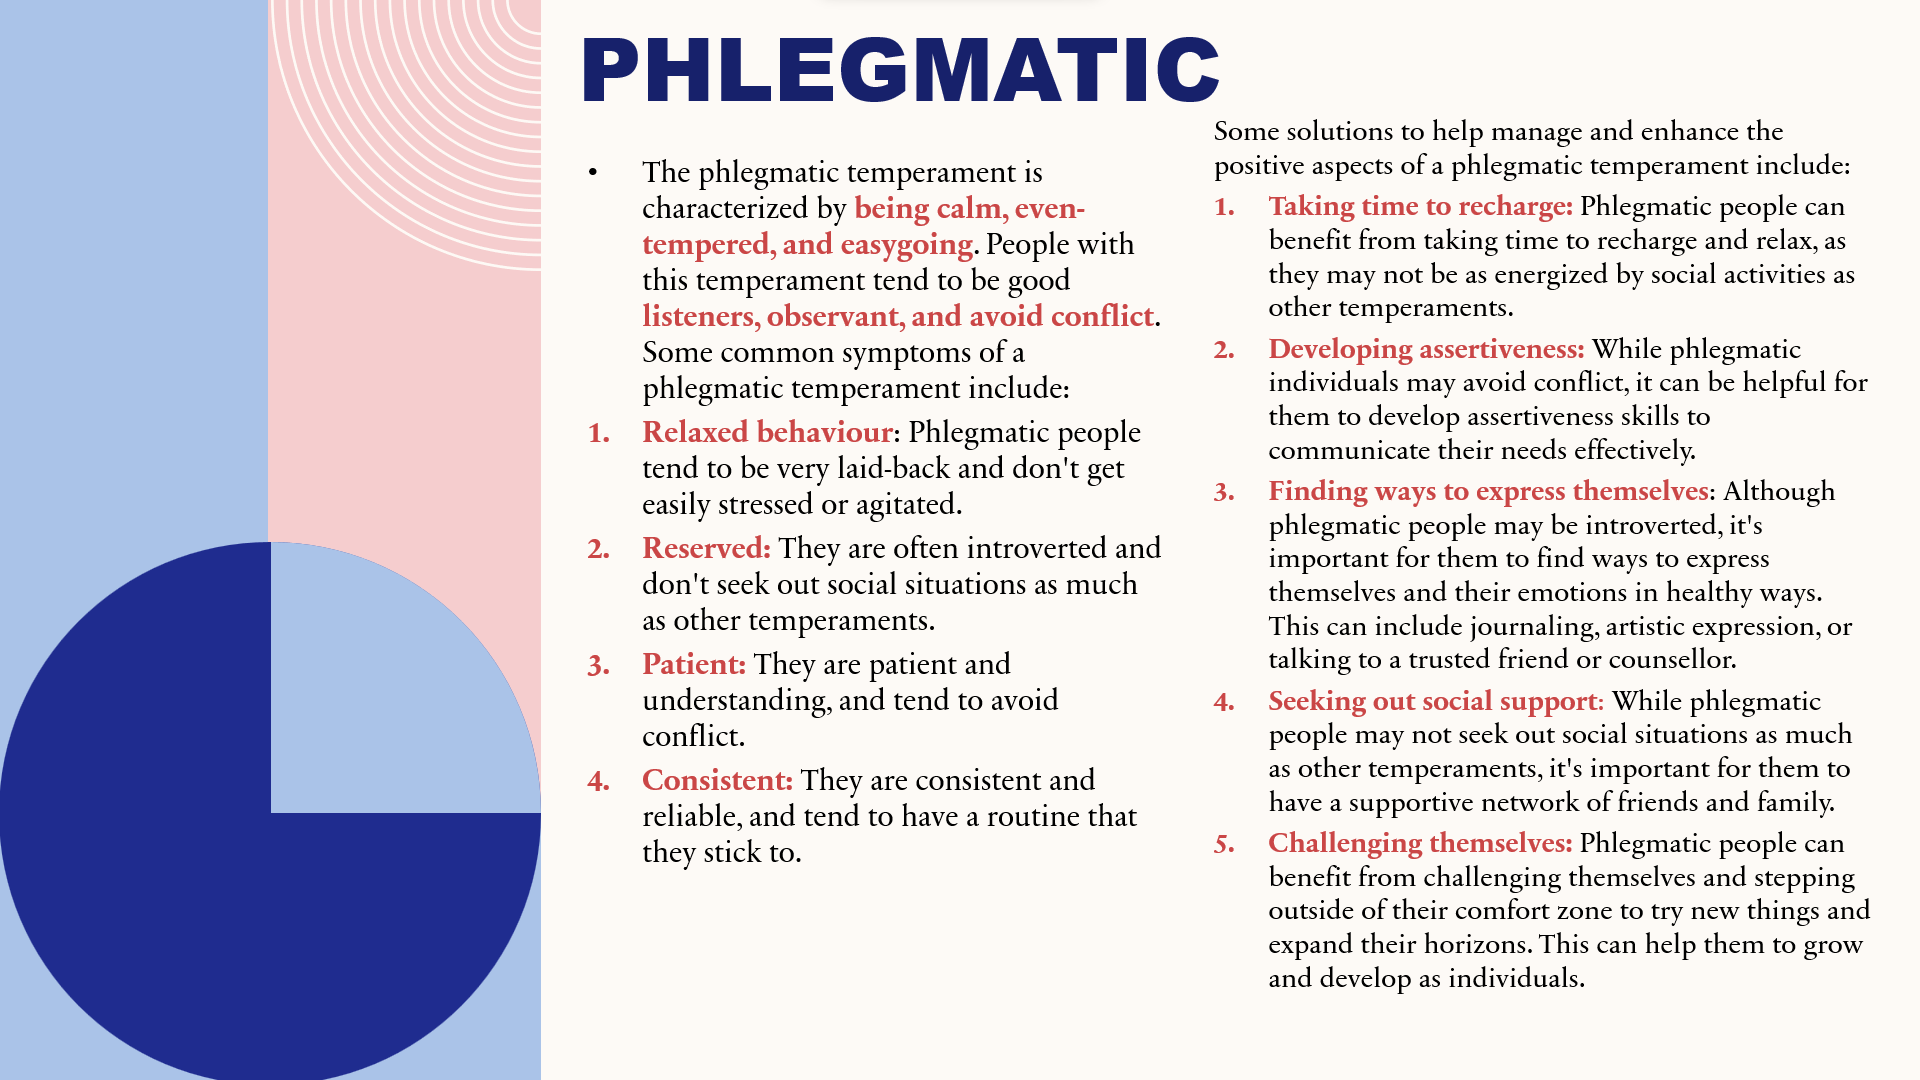 PHLEGMATIC
• The phlegmatic temperament is
characterized by being calm, even-
tempered, and easygoing. People with
this temperament tend to be good
listeners, observant, and avoid conflict.
Some common symptoms of a
phlegmatic temperament include:
1. Relaxed behaviour: Phlegmatic people
tend to be very laid-back and don't get
easily stressed or agitated.
2. Reserved: They are often introverted and
don't seek out social situations as much
as other temperaments.
3. Patient: They are patient and
understanding, and tend to avoid
conflict.
4. Consistent: They are consistent and
reliable, and tend to have a routine that
they stick to.
Some solutions to help manage and enhance the
positive aspects of a phlegmatic temperament include:
1. Taking time to recharge: Phlegmatic people can
benefit from taking time to recharge and relax, as
they may not be as energized by social activities as
other temperaments.
2. Developing assertiveness: While phlegmatic
individuals may avoid conflict, it can be helpful for
them to develop assertiveness skills to
communicate their needs effectively.
3. Finding ways to express themselves: Although
phlegmatic people may be introverted, it's
important for them to find ways to express
themselves and their emotions in healthy ways.
This can include journaling, artistic expression, or
talking to a trusted friend or counsellor.
4. Seeking out social support: While phlegmatic
people may not seek out social situations as much
as other temperaments, it's important for them to
have a supportive network of friends and family.
5. Challenging themselves: Phlegmatic people can
benefit from challenging themselves and stepping
outside of their comfort zone to try new things and
expand their horizons. This can help them to grow
and develop as individuals.